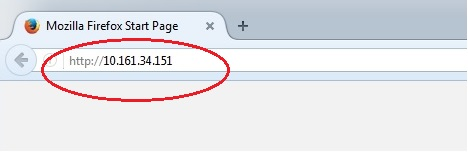 Mozilla Firefox Start Page
http://10.161.34.151